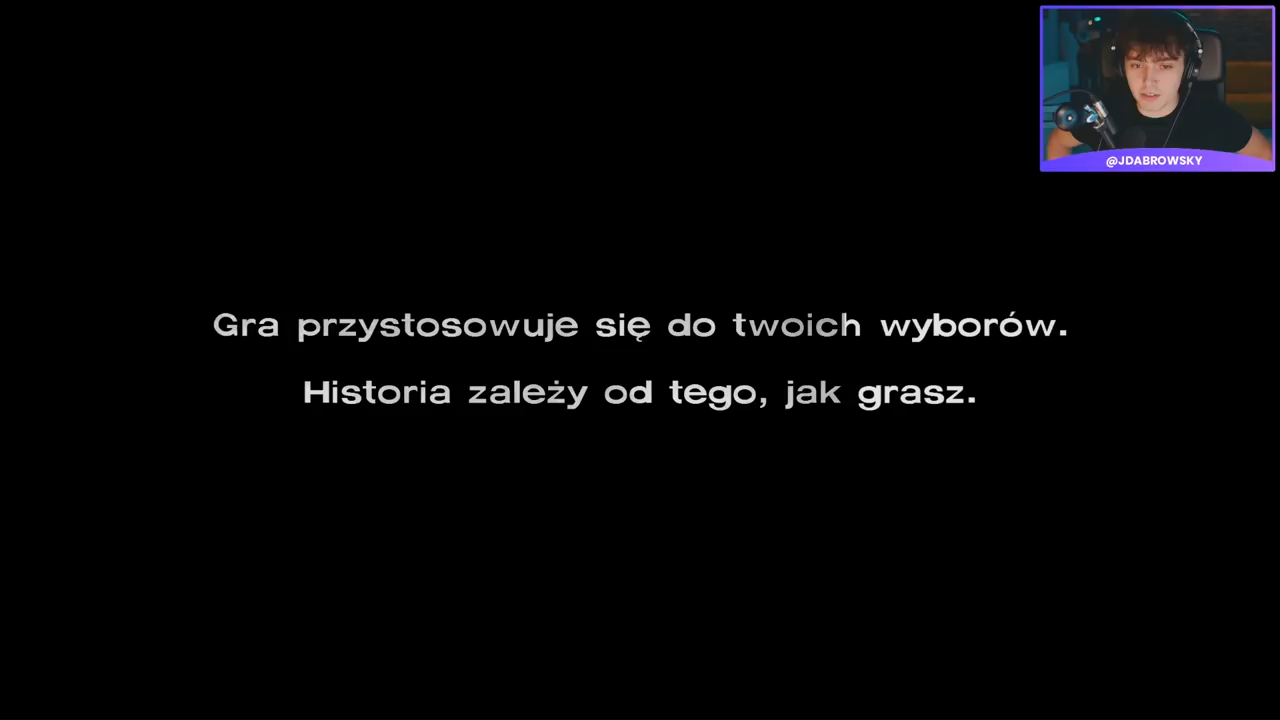 @JDABROWSKY
Gra przystosowuje się do twoich wyborów.
Historia zależy od tego, jak grasz.